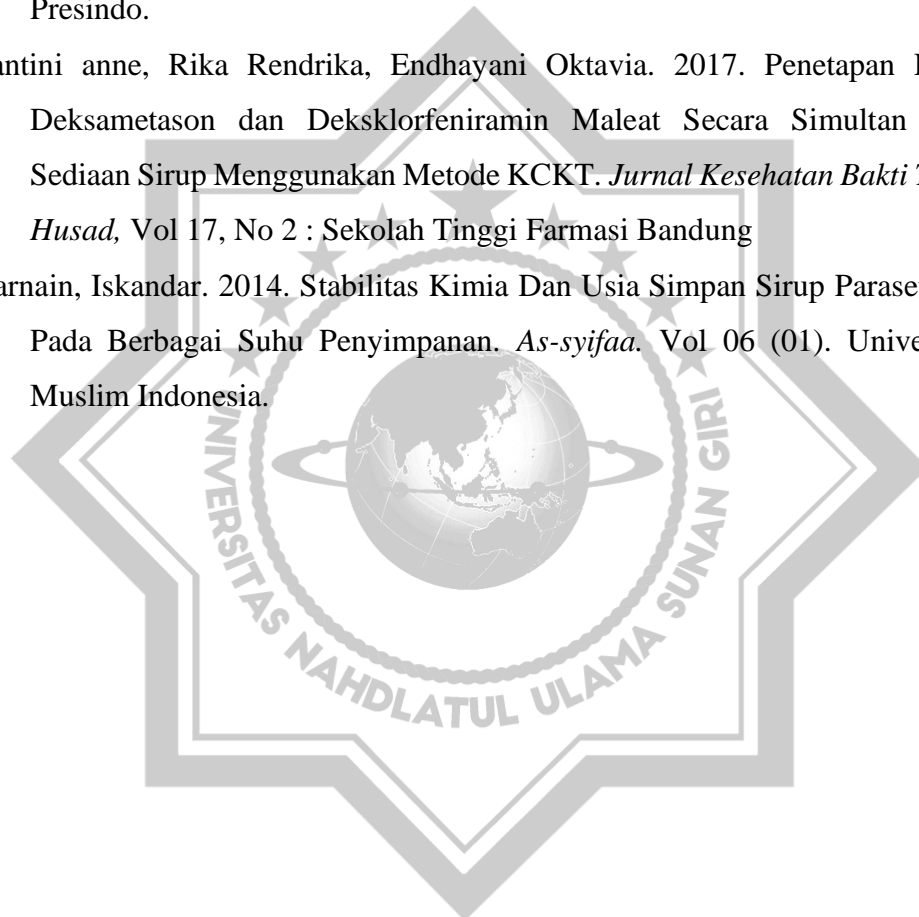 Presindo.
antini anne, Rika Rendrika, Endhayani Oktavia. 2017. Penetapan
Deksametason dan Deksklorfeniramin Maleat Secara Simultan
Sediaan Sirup Menggunakan Metode KCKT. Jurnal Kesehatan Bakti
Husad, Vol 17, No 2 : Sekolah Tinggi Farmasi Bandung
arnain, Iskandar. 2014. Stabilitas Kimia Dan Usia Simpan Sirup Parase
Pada Berbagai Suhu Penyimpanan. As-syifaa. Vol 06 (01). Unive
Muslim Indonesia.
UNIVERSITAS NAHDLATUL ULAMA SUNAN GIRI